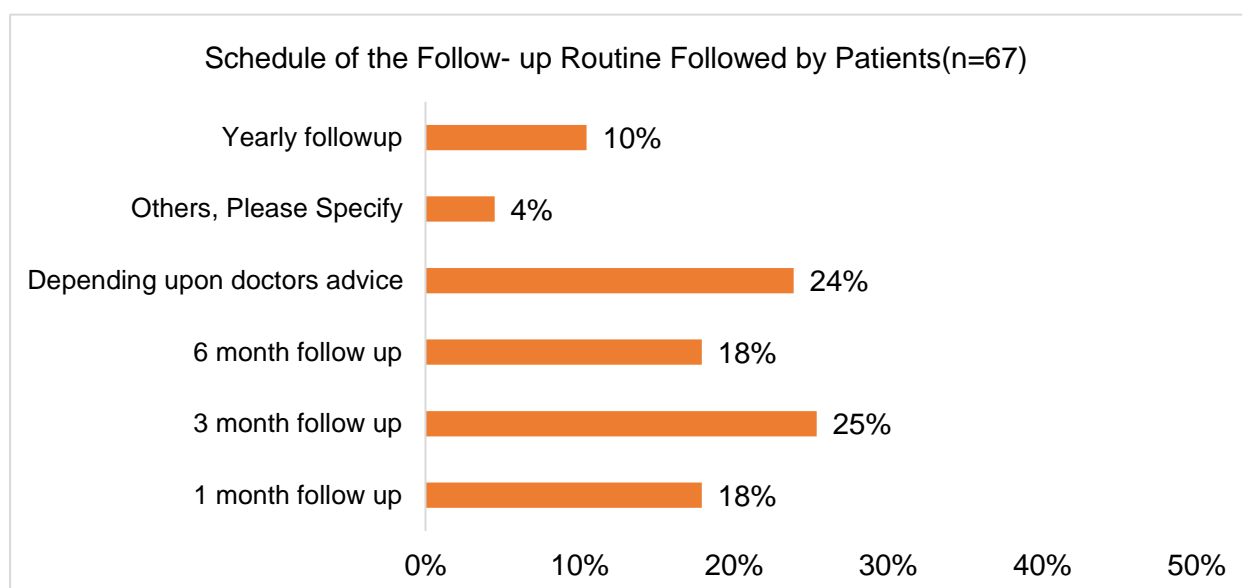 Schedule of the Follow- up Routine Followed by Patients(n=67)
Yearly followup 10%
Others, Please Specify 4%
Depending upon doctors advice 24%
6 month follow up 18%
3 month follow up 25%
1 month follow up 18%
0% 10% 20% 30% 40% 50%